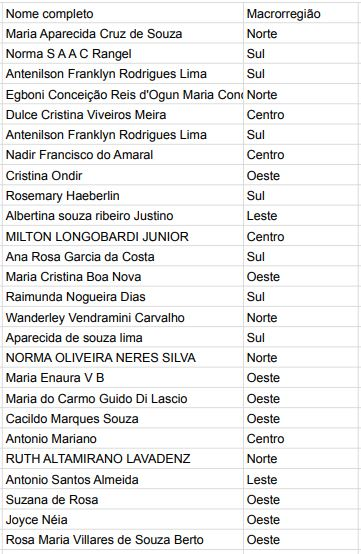 Nome completo Macrorregião
Maria Aparecida Cruz de Souza Norte
Norma S A A C Rangel Sul
Antenilson Franklyn Rodrigues Lima Sul
Egboni Conceição Reis d'Ogun Maria Conc Norte
Dulce Cristina Viveiros Meira Centro
Antenilson Franklyn Rodrigues Lima Sul
Nadir Francisco do Amaral Centro
Cristina Ondir Oeste
Rosemary Haeberlin Sul
Albertina souza ribeiro Justino Leste
MILTON LONGOBARDI JUNIOR Centro
Ana Rosa Garcia da Costa Sul
Maria Cristina Boa Nova Oeste
Raimunda Nogueira Dias Sul
Wanderley Vendramini Carvalho Norte
Aparecida de souza lima Sul
NORMA OLIVEIRA NERES SILVA Norte
Maria Enaura V B Oeste
Maria do Carmo Guido Di Lascio Oeste
Cacildo Marques Souza Oeste
Antonio Mariano Centro
RUTH ALTAMIRANO LAVADENZ Norte
Antonio Santos Almeida Leste
Suzana de Rosa Oeste
Joyce Néia Oeste
Rosa Maria Villares de Souza Berto Oeste